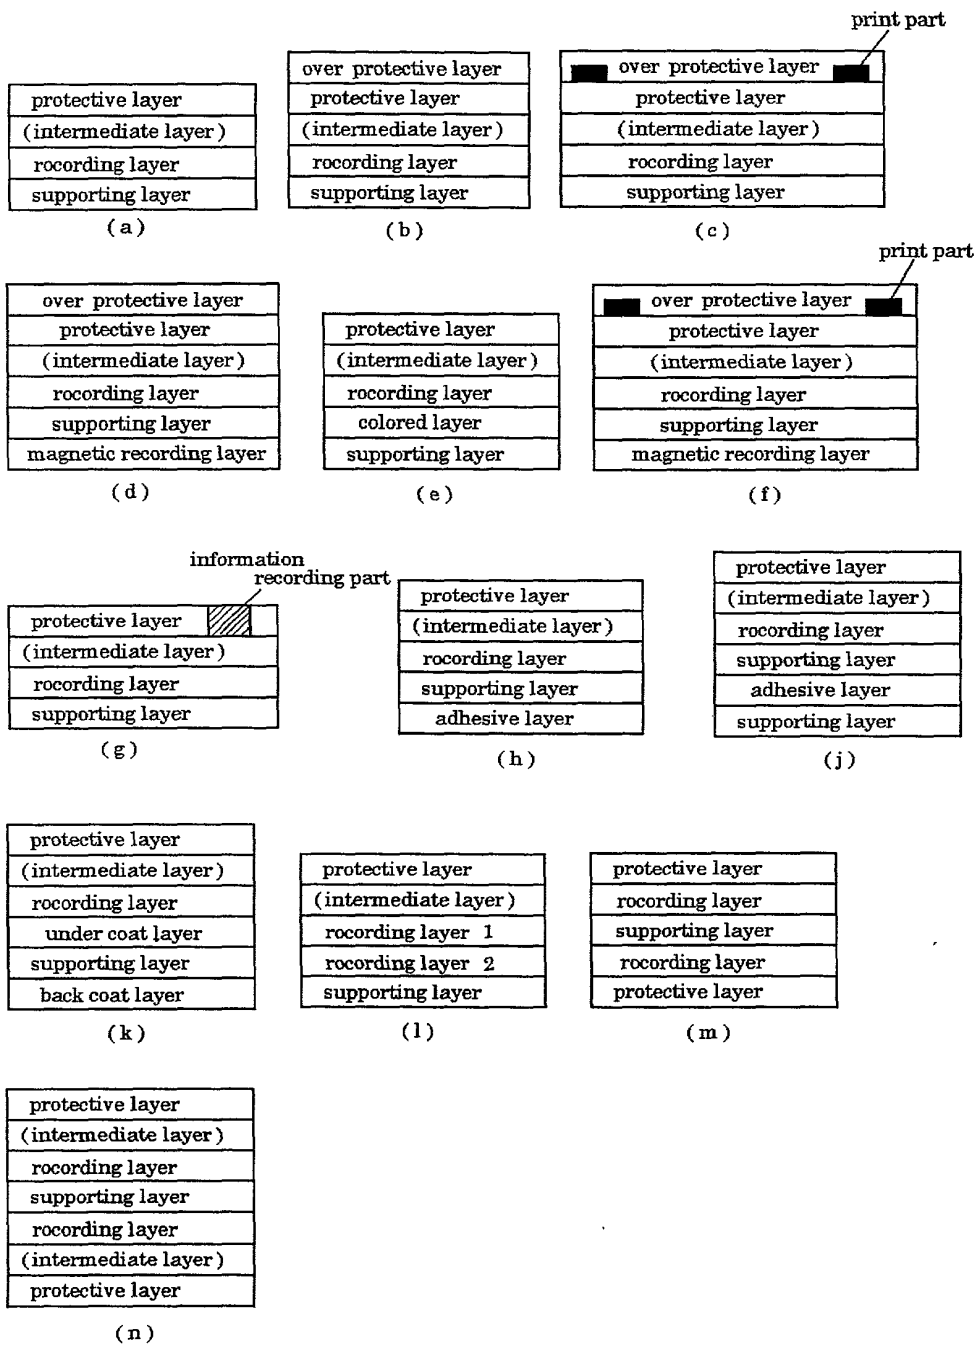 print part
protective layer
(intermediate layer)
rocording layer
supporting layer
(a)
over protective layer
protective layer
(intermediate layer)
rocording layer
supporting layer
(b)
over protective layer
protective layer
(intermediate layer)
rocording layer
supporting layer
(c)
print part
over protective layer
protective layer
(intermediate layer)
rocording layer
supporting layer
magnetic recording layer
(d)
protective layer
(intermediate layer)
rocording layer
colored layer
supporting layer
(e)
over protective layer
protective layer
(intermediate layer)
rocording layer
supporting layer
magnetic recording layer
(f)
information
recording part
protective layer
(intermediate layer)
rocording layer
supporting layer
(g)
protective layer
(intermediate layer)
rocording layer
supporting layer
adhesive layer
(h)
protective layer
(intermediate layer)
rocording layer
supporting layer
adhesive layer
supporting layer
(j)
protective layer
(intermediate layer)
rocording layer
under coat layer
supporting layer
back coat layer
(k)
protective layer
(intermediate layer)
rocording layer 1
rocording layer 2
supporting layer
(l)
protective layer
rocording layer
supporting layer
rocording layer
protective layer
(m)
protective layer
(intermediate layer)
rocording layer
supporting layer
rocording layer
(intermediate layer)
protective layer
(n)